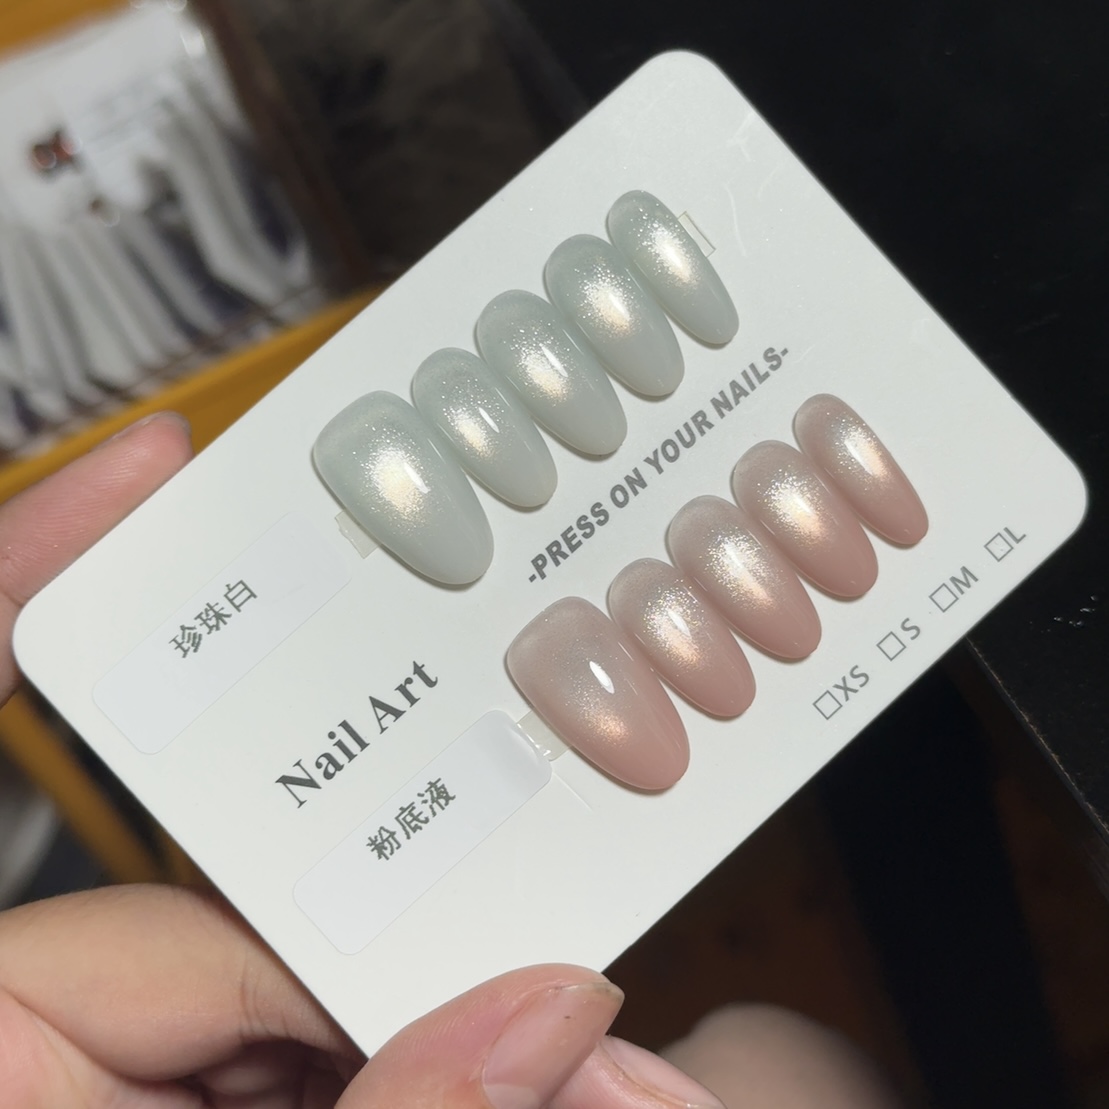 珍珠白
Nail Art
粉底液
-PRESS ON YOUR NAILS-
□XS □S □M □L